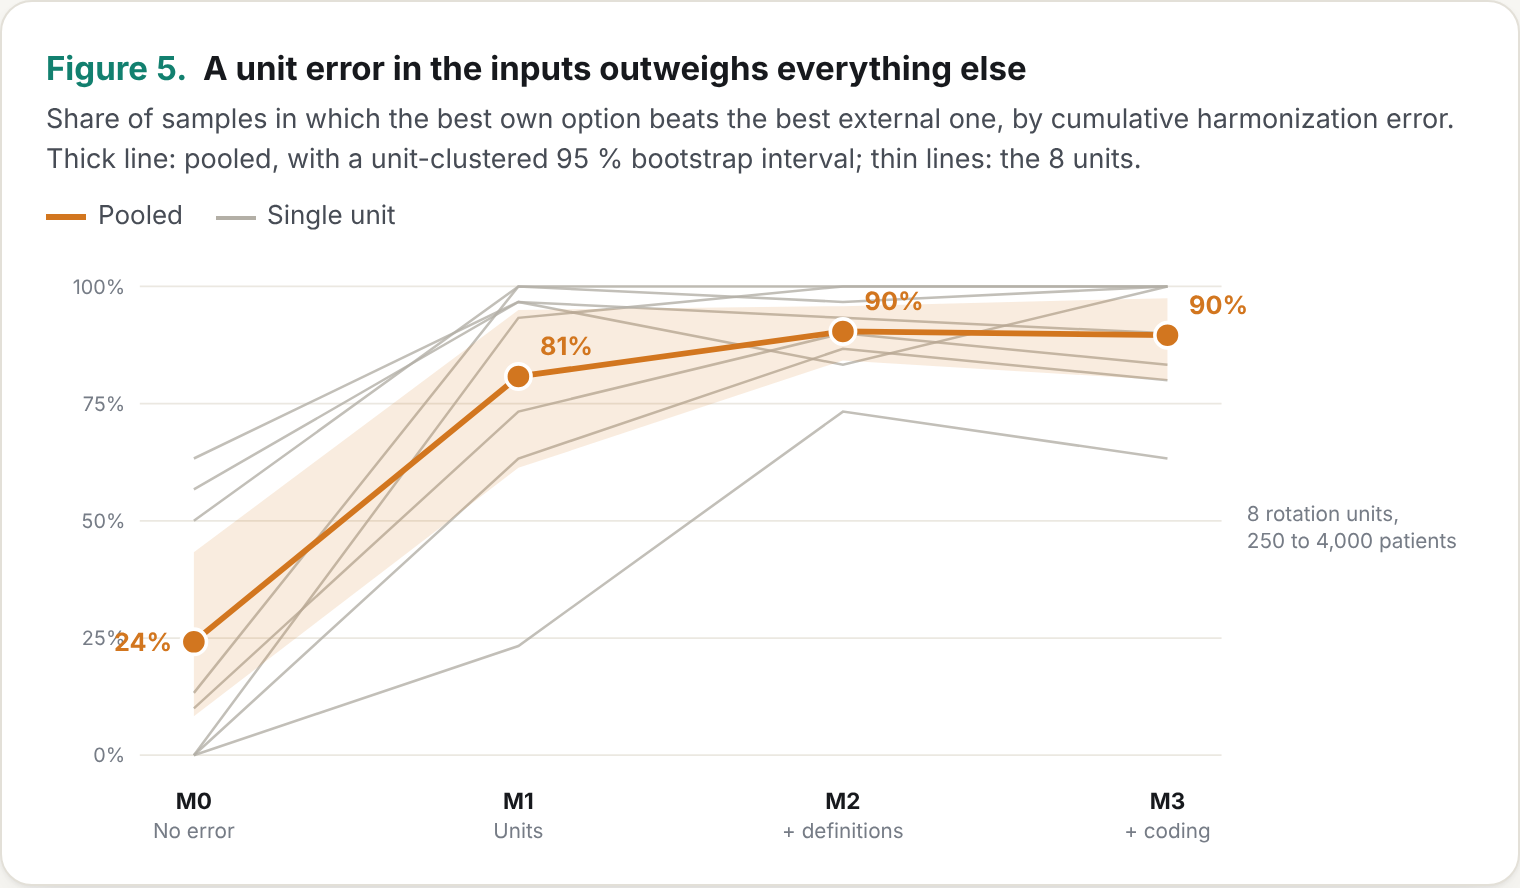 Figure 5. A unit error in the inputs outweighs everything else
Share of samples in which the best own option beats the best external one, by cumulative harmonization error.
Thick line: pooled, with a unit-clustered 95 % bootstrap interval; thin lines: the 8 units.
Pooled Single unit
100%
75%
50%
25%
0%
24%
81%
90%
90%
8 rotation units,
250 to 4,000 patients
M0 M1 M2 M3
No error Units + definitions + coding